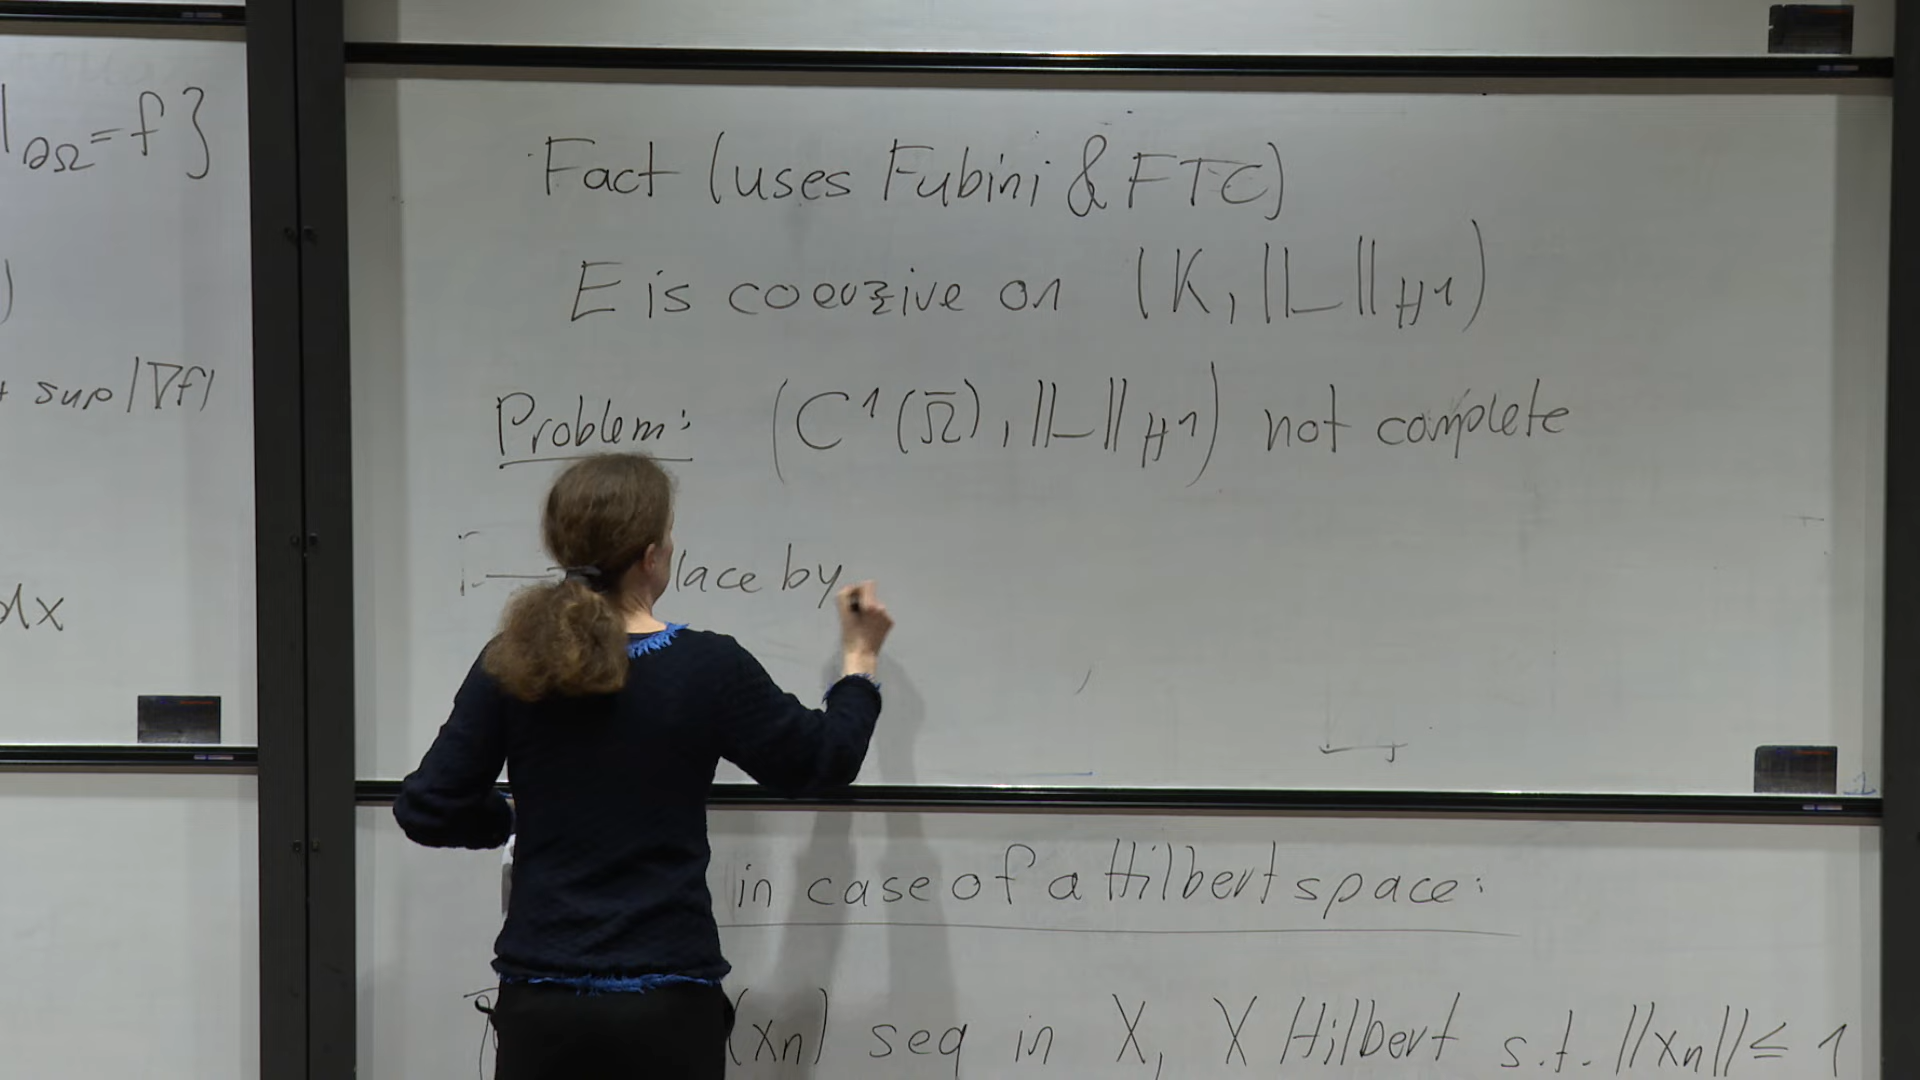 |∂Ω = f }
)
+ sup |∇f|
dx
Fact (uses Fubini & FTC)
E is coerzive on (K, ||_||H1)
Problem: (C¹(Ω̄), ||_||H1) not complete
lace by
in case of a Hilbert space:
(xn) seq in X, X Hilbert s.t. ||xn|| ≤ 1